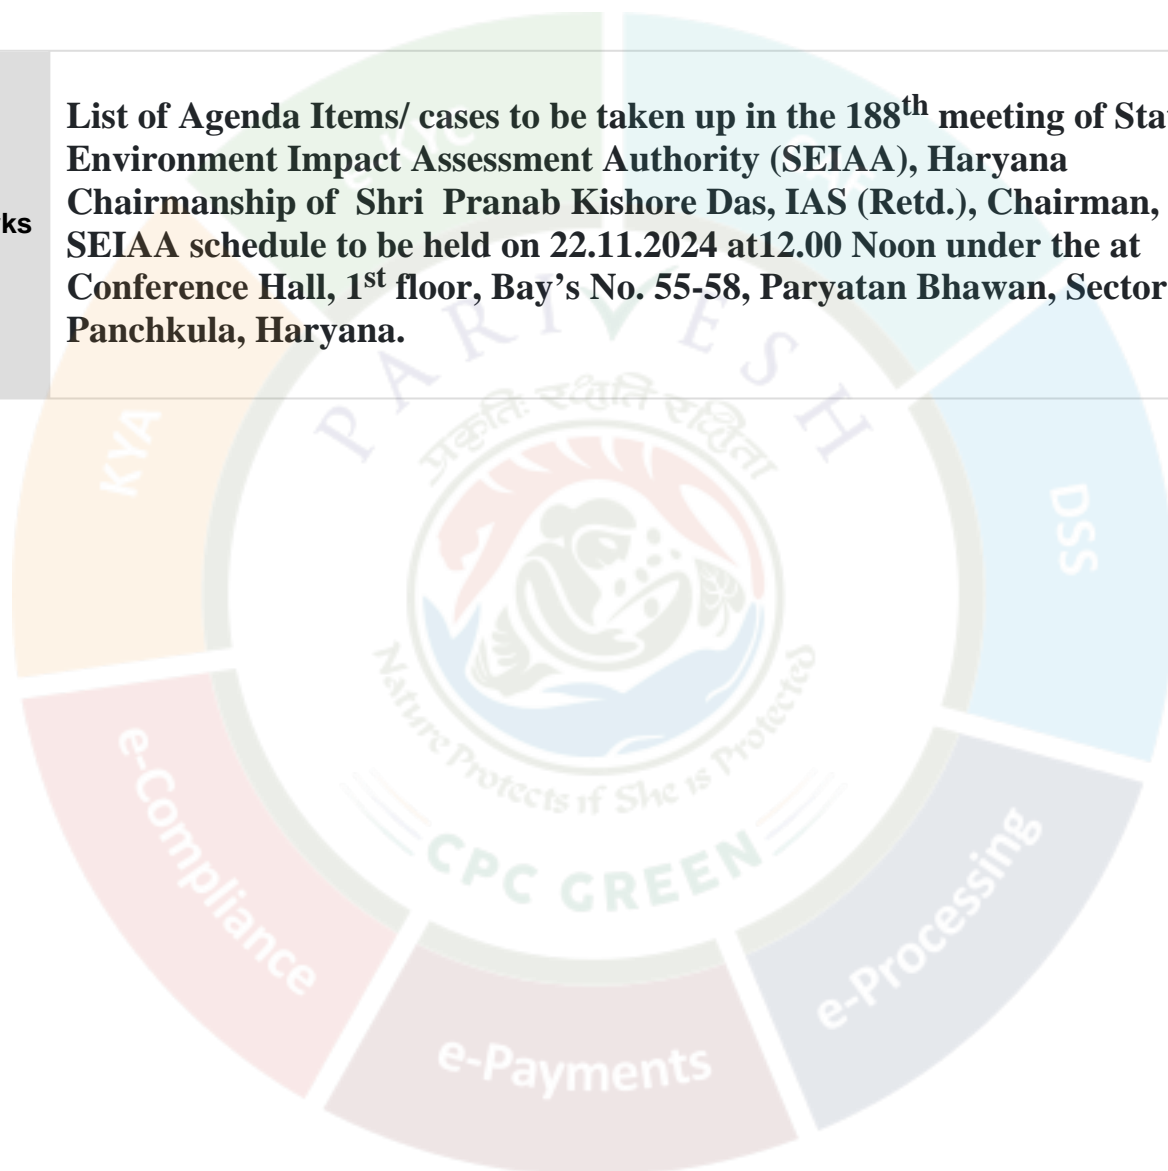 ks
List of Agenda Items/ cases to be taken up in the 188th meeting of Sta
Environment Impact Assessment Authority (SEIAA), Haryana
Chairmanship of Shri Pranab Kishore Das, IAS (Retd.), Chairman,
SEIAA schedule to be held on 22.11.2024 at12.00 Noon under the at
Conference Hall, 1st floor, Bay's No. 55-58, Paryatan Bhawan, Sector
Panchkula, Haryana.
PARIVESH
प्रकृतिः रक्षति रक्षिता
KYA
DSS
Nature Protects if She is Protected
CPC GREEN
e-Compliance
e-Processing
e-Payments